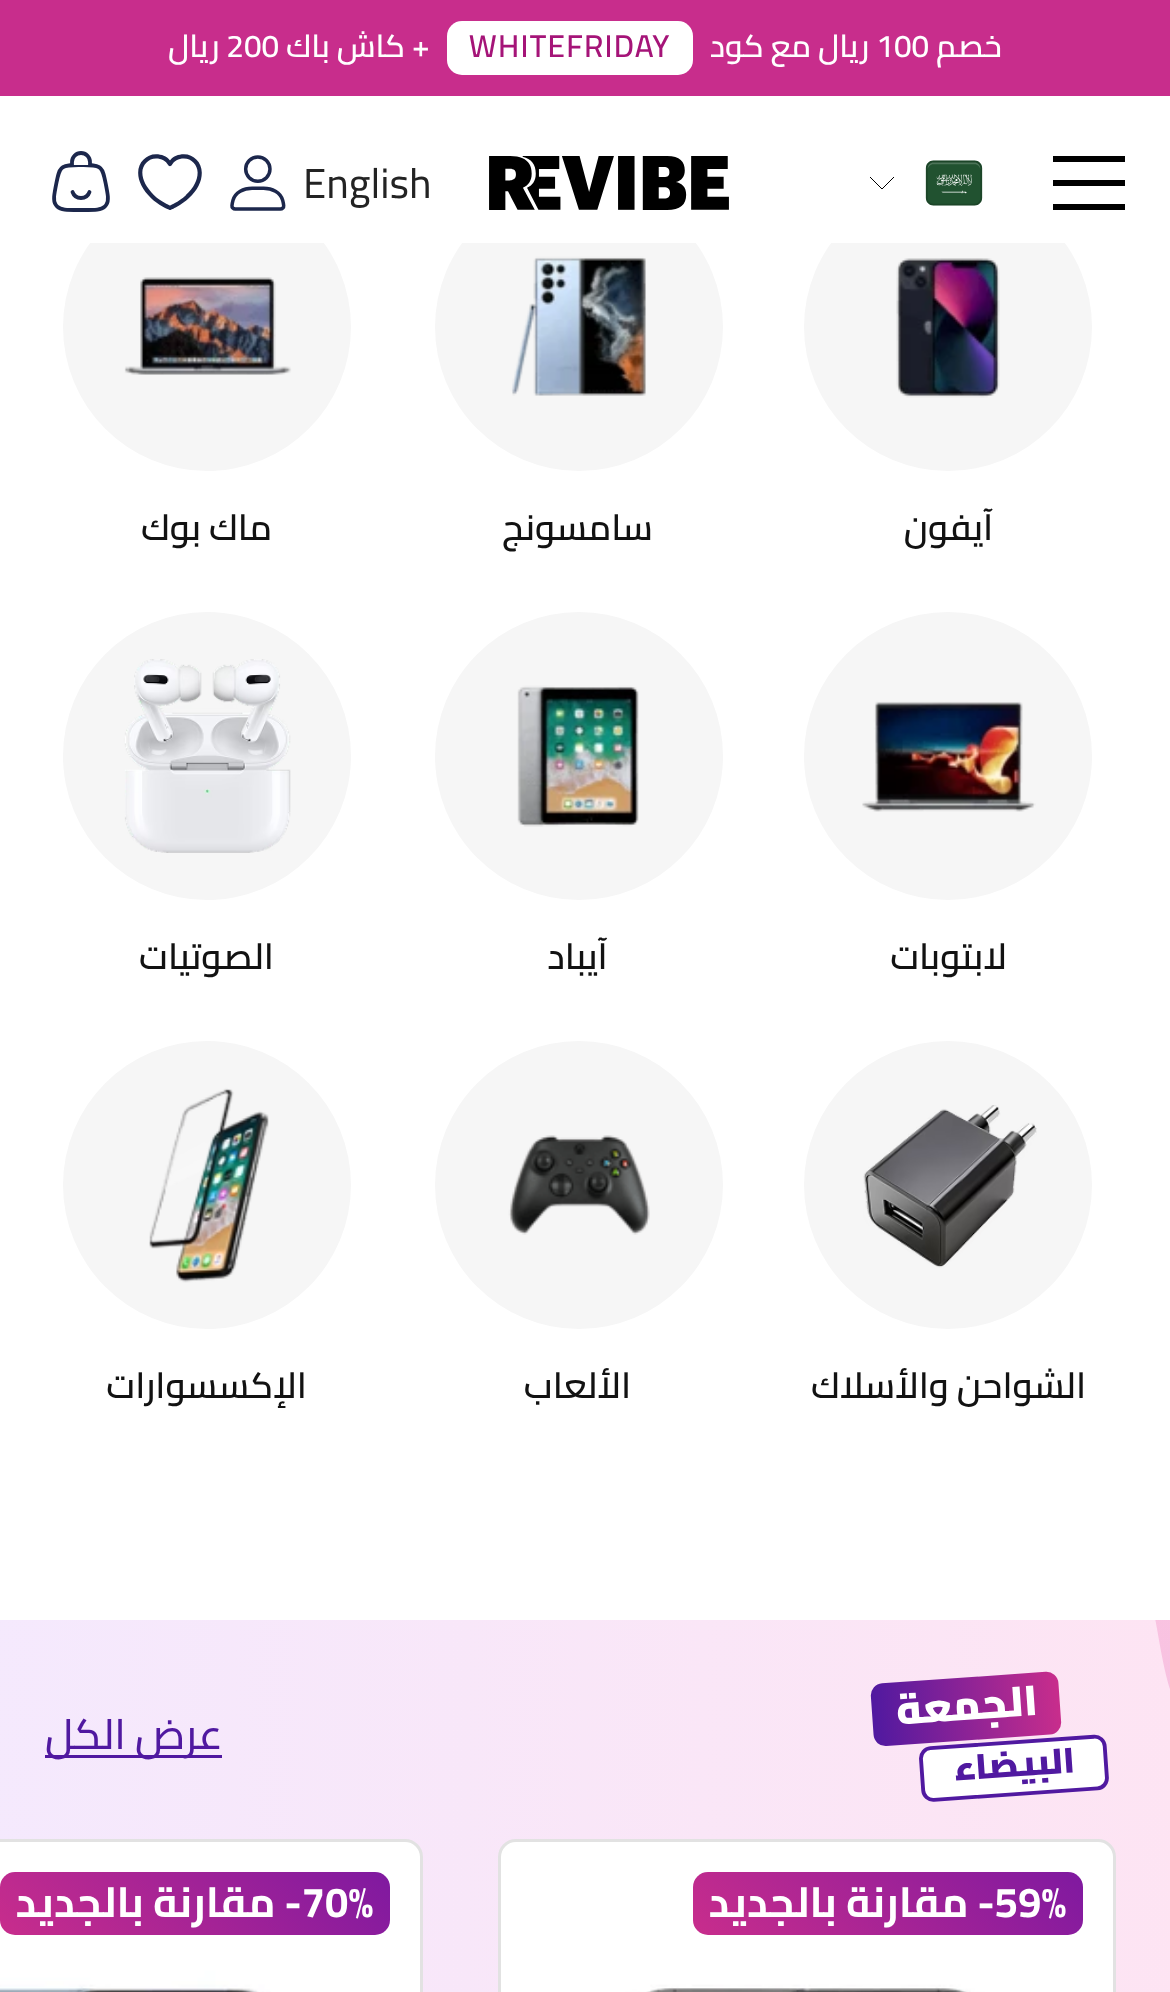 خصم 100 ريال مع كود WHITEFRIDAY + كاش باك 200 ريال
REVIBE English
آيفون سامسونج ماك بوك
لابتوبات آيباد الصوتيات
الشواحن والأسلاك الألعاب الإكسسوارات
الجمعة
البيضاء
عرض الكل
-59% مقارنة بالجديد
-70% مقارنة بالجديد